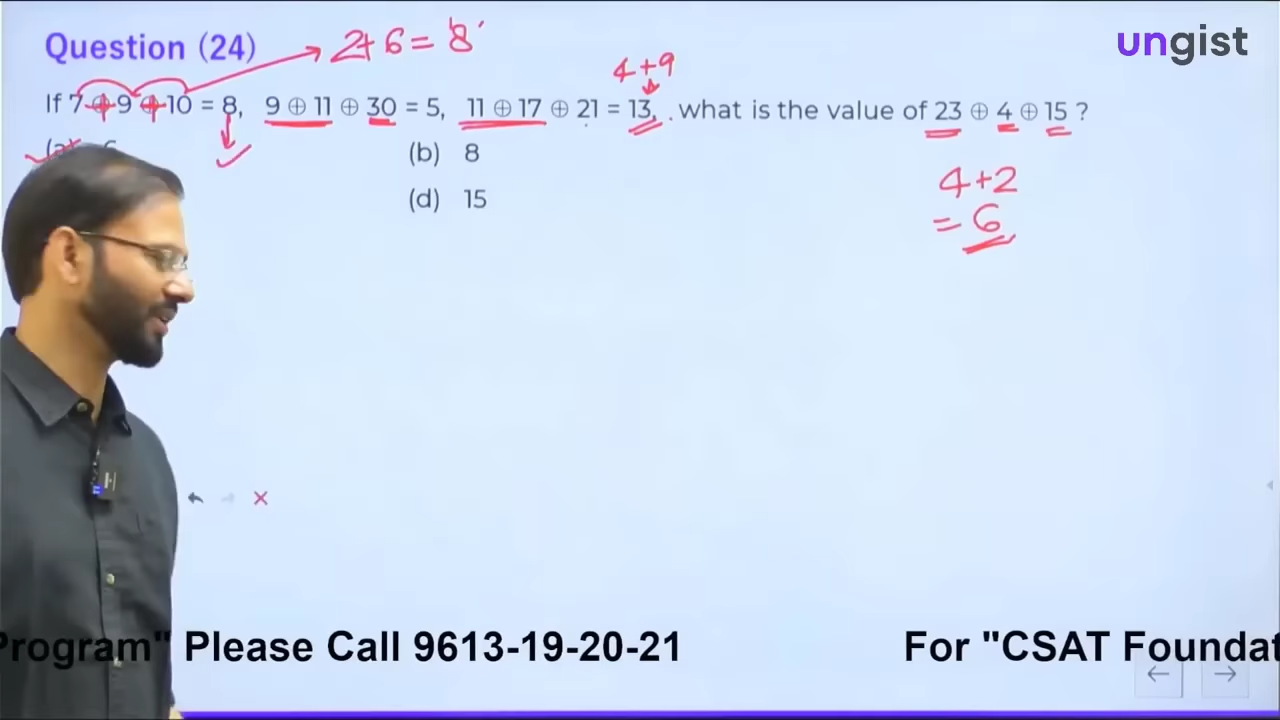 ungist
Question (24)
2+6=8
4+9
If 7 ⊕ 9 ⊕ 10 = 8, 9 ⊕ 11 ⊕ 30 = 5, 11 ⊕ 17 ⊕ 21 = 13, . what is the value of 23 ⊕ 4 ⊕ 15 ?
(a) 6
(b) 8
(d) 15
4+2
= 6
Program" Please Call 9613-19-20-21 For "CSAT Foundat